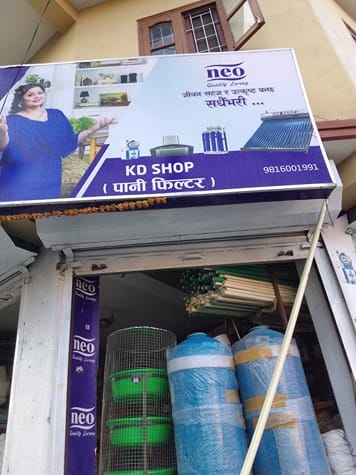 neo
Quality Living
जीवन सहज र उत्कृष्ट बन्छ
सधैंभरी ...
KD SHOP
( पानी फिल्टर )
9816001991
neo
Quality Living
neo
Quality Living
neo
Quality Living